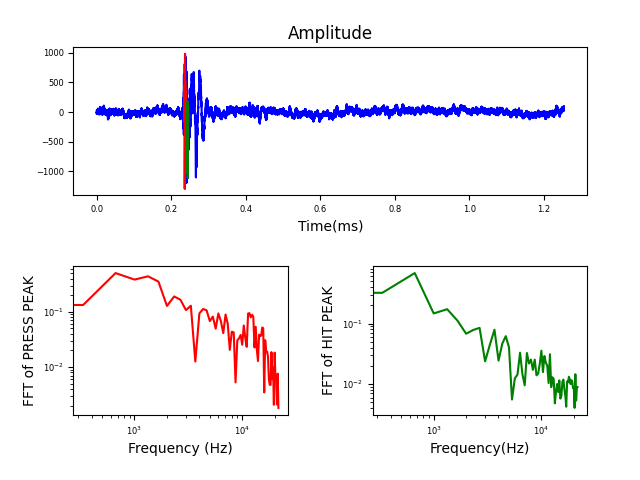 Amplitude
1000
500
0
−500
−1000
0.0 0.2 0.4 0.6 0.8 1.0 1.2
Time(ms)
FFT of PRESS PEAK
10⁻¹
10⁻²
10³ 10⁴
Frequency (Hz)
FFT of HIT PEAK
10⁻¹
10⁻²
10³ 10⁴
Frequency(Hz)